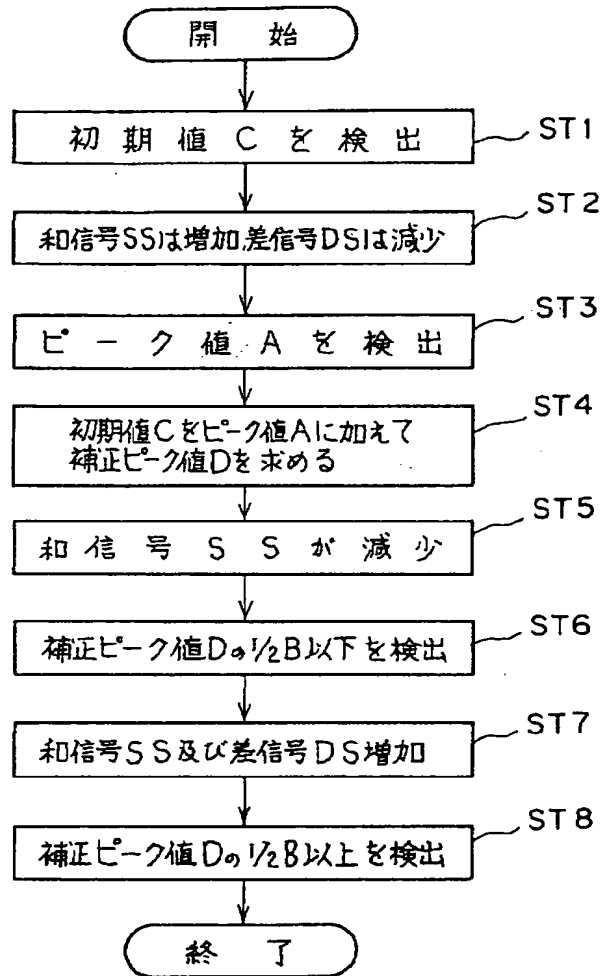 開始
初期値Cを検出
ST1
和信号SSは増加,差信号DSは減少
ST2
ピーク値Aを検出
ST3
初期値Cをピーク値Aに加えて
補正ピーク値Dを求める
ST4
和信号SSが減少
ST5
補正ピーク値Dの1/2B以下を検出
ST6
和信号SS及び差信号DS増加
ST7
補正ピーク値Dの1/2B以上を検出
ST8
終了